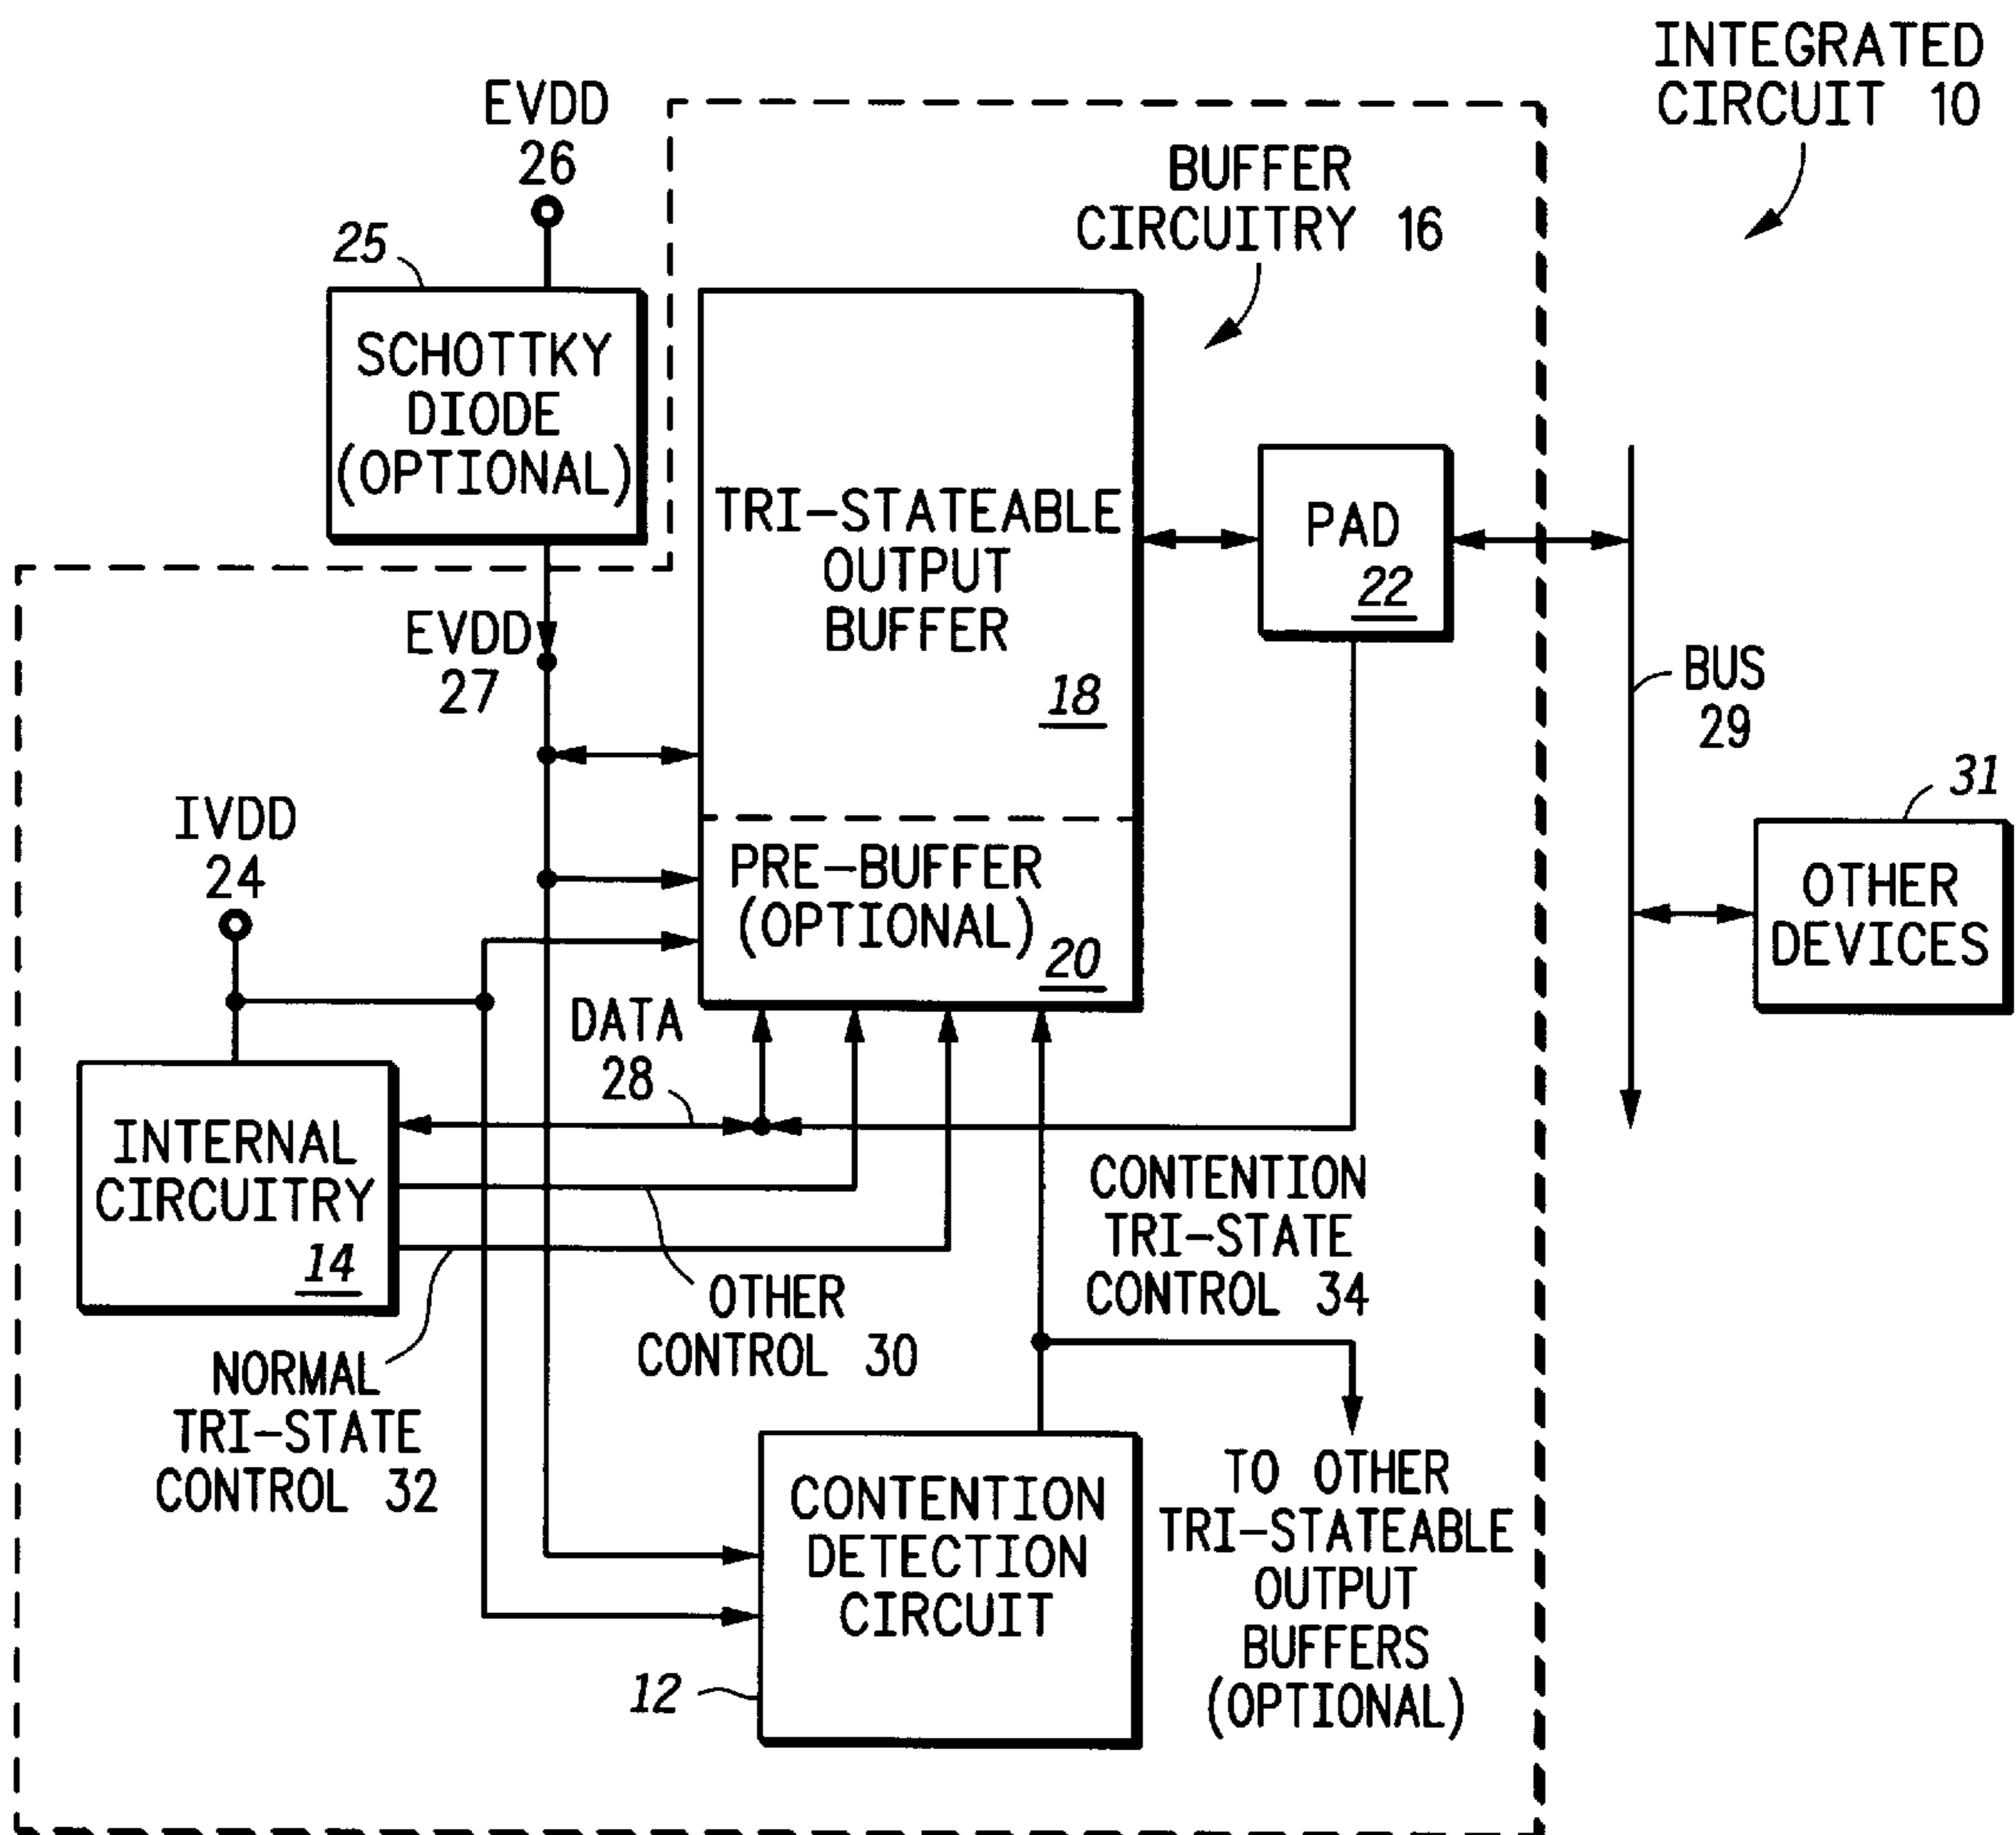 INTEGRATED
CIRCUIT 10
EVDD
26
BUFFER
CIRCUITRY 16
25
SCHOTTKY
DIODE
(OPTIONAL)
TRI-STATEABLE
OUTPUT
BUFFER
18
PAD
22
EVDD
27
BUS
29
31
OTHER
DEVICES
IVDD
24
PRE-BUFFER
(OPTIONAL)
20
DATA
28
INTERNAL
CIRCUITRY
14
CONTENTION
TRI-STATE
CONTROL 34
OTHER
CONTROL 30
NORMAL
TRI-STATE
CONTROL 32
CONTENTION
DETECTION
CIRCUIT
12
TO OTHER
TRI-STATEABLE
OUTPUT
BUFFERS
(OPTIONAL)